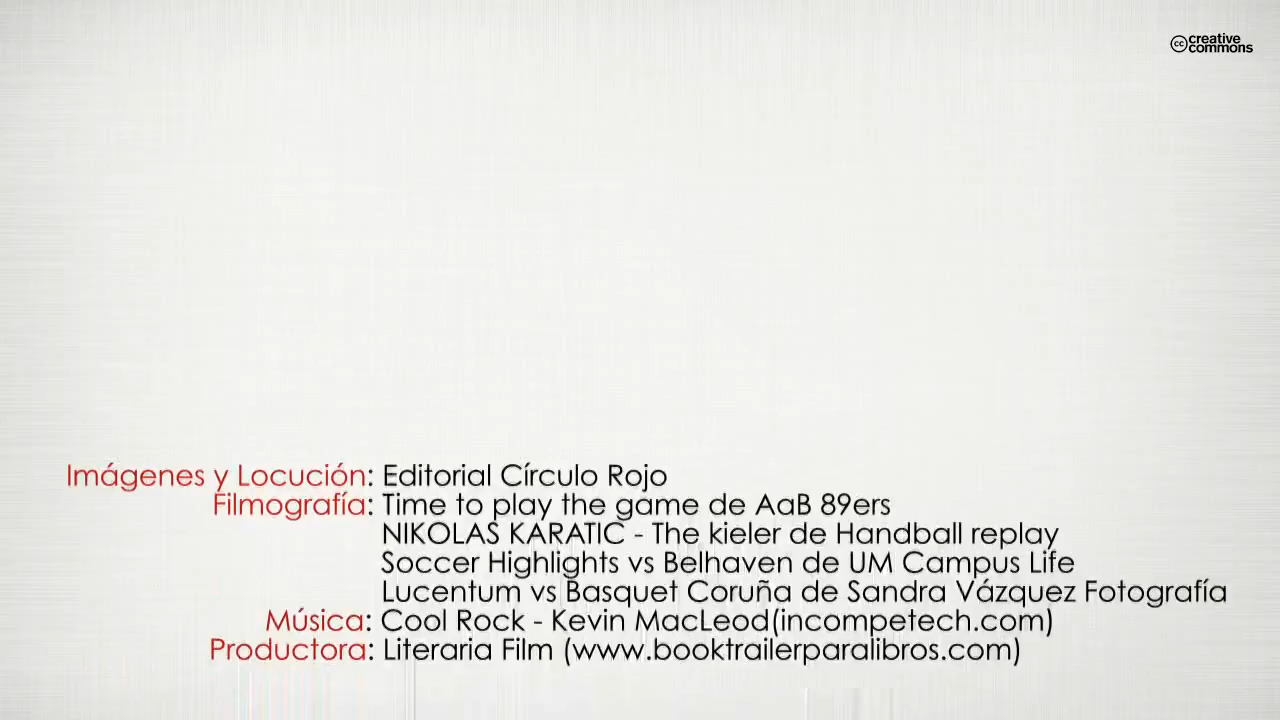 cc creative
commons
Imágenes y Locución: Editorial Círculo Rojo
Filmografía: Time to play the game de AaB 89ers
NIKOLAS KARATIC - The kieler de Handball replay
Soccer Highlights vs Belhaven de UM Campus Life
Lucentum vs Basquet Coruña de Sandra Vázquez Fotografía
Música: Cool Rock - Kevin MacLeod(incompetech.com)
Productora: Literaria Film (www.booktrailerparalibros.com)